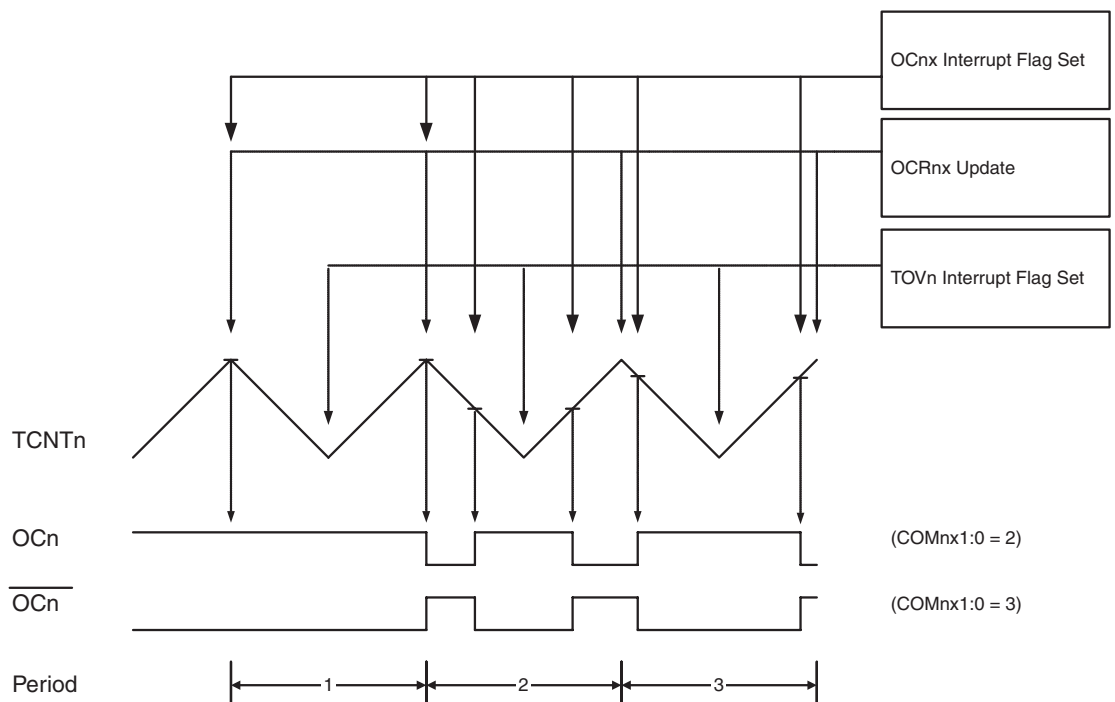 OCnx Interrupt Flag Set
OCRnx Update
TOVn Interrupt Flag Set
TCNTn
OCn
(COMnx1:0 = 2)
OCn
(COMnx1:0 = 3)
Period
1
2
3